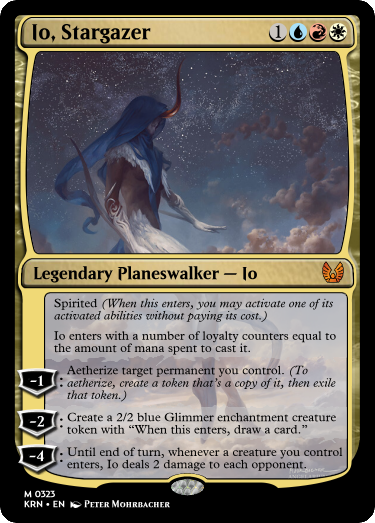 Io, Stargazer 1
Legendary Planeswalker — Io
Spirited (When this enters, you may activate one of its
activated abilities without paying its cost.)
Io enters with a number of loyalty counters equal to
the amount of mana spent to cast it.
-1: Aetherize target permanent you control. (To
aetherize, create a token that's a copy of it, then exile
that token.)
-2: Create a 2/2 blue Glimmer enchantment creature
token with “When this enters, draw a card.”
-4: Until end of turn, whenever a creature you control
enters, Io deals 2 damage to each opponent.
M 0323
KRN • EN Peter Mohrbacher